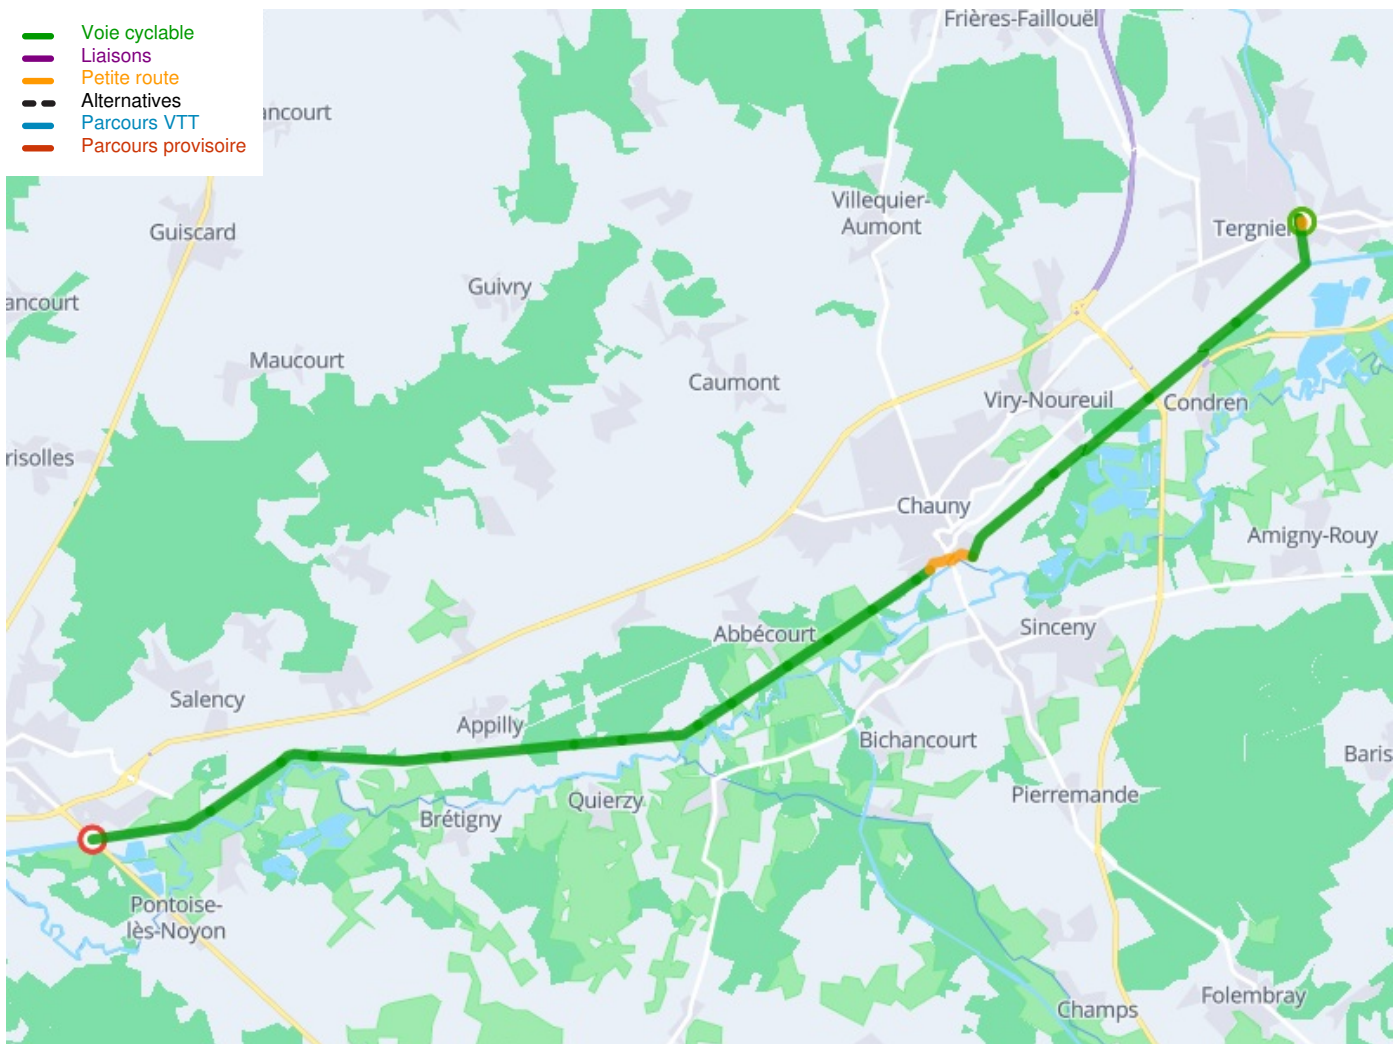 Voie cyclable
Liaisons
Petite route
Alternatives
Parcours VTT
Parcours provisoire
Frières-Faillouël
ancourt
Villequier-
Aumont
Guiscard
Tergnier
Guivry
ancourt
Maucourt
Caumont
Viry-Noureuil
Condren
risolles
Chauny
Amigny-Rouy
Abbécourt
Sinceny
Salency
Appilly
Bichancourt
Baris
Quierzy
Pierremande
Brétigny
Pontoise-
lès-Noyon
Folembray
Champs